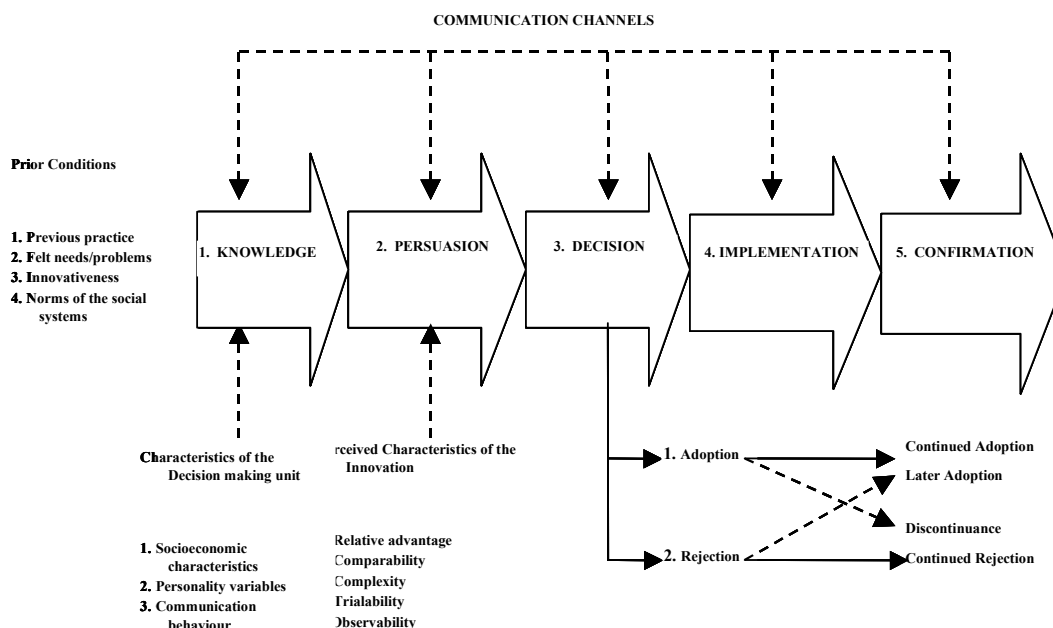 COMMUNICATION CHANNELS
Prior Conditions
1. Previous practice
2. Felt needs/problems
3. Innovativeness
4. Norms of the social
systems
1. KNOWLEDGE
2. PERSUASION
3. DECISION
4. IMPLEMENTATION
5. CONFIRMATION
Characteristics of the
Decision making unit
1. Socioeconomic
characteristics
2. Personality variables
3. Communication
behaviour
rceived Characteristics of the
Innovation
Relative advantage
Comparability
Complexity
Trialability
Observability
1. Adoption
2. Rejection
Continued Adoption
Later Adoption
Discontinuance
Continued Rejection